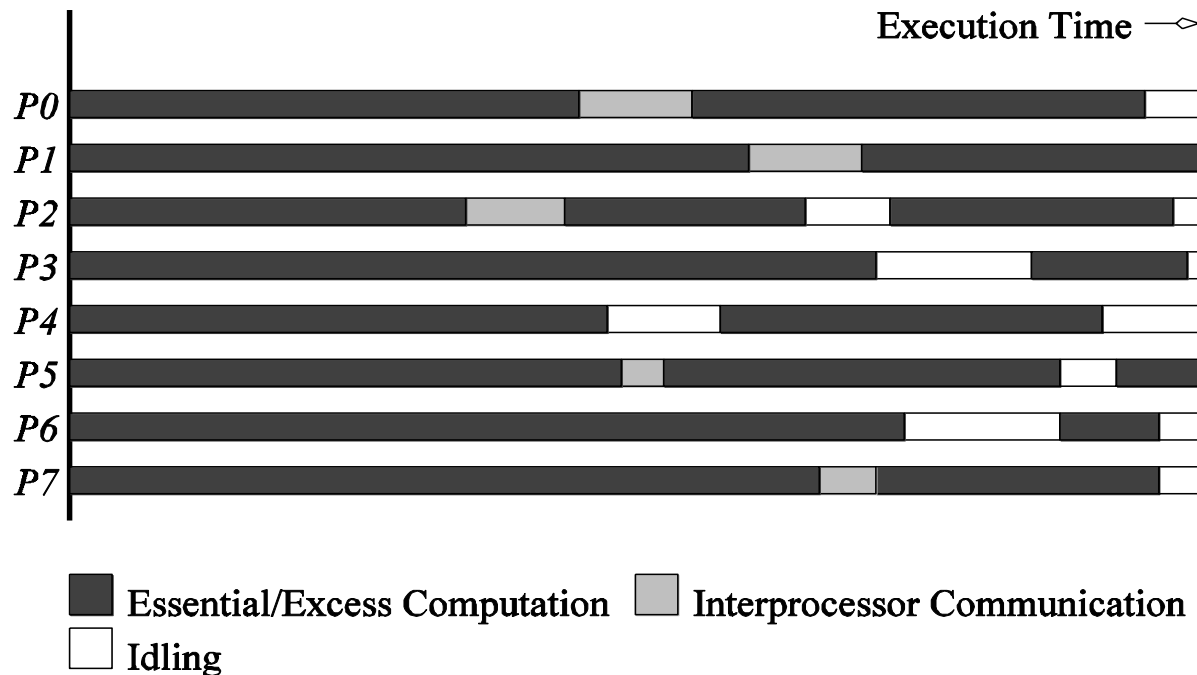 Execution Time
P0
P1
P2
P3
P4
P5
P6
P7
Essential/Excess Computation
Interprocessor Communication
Idling